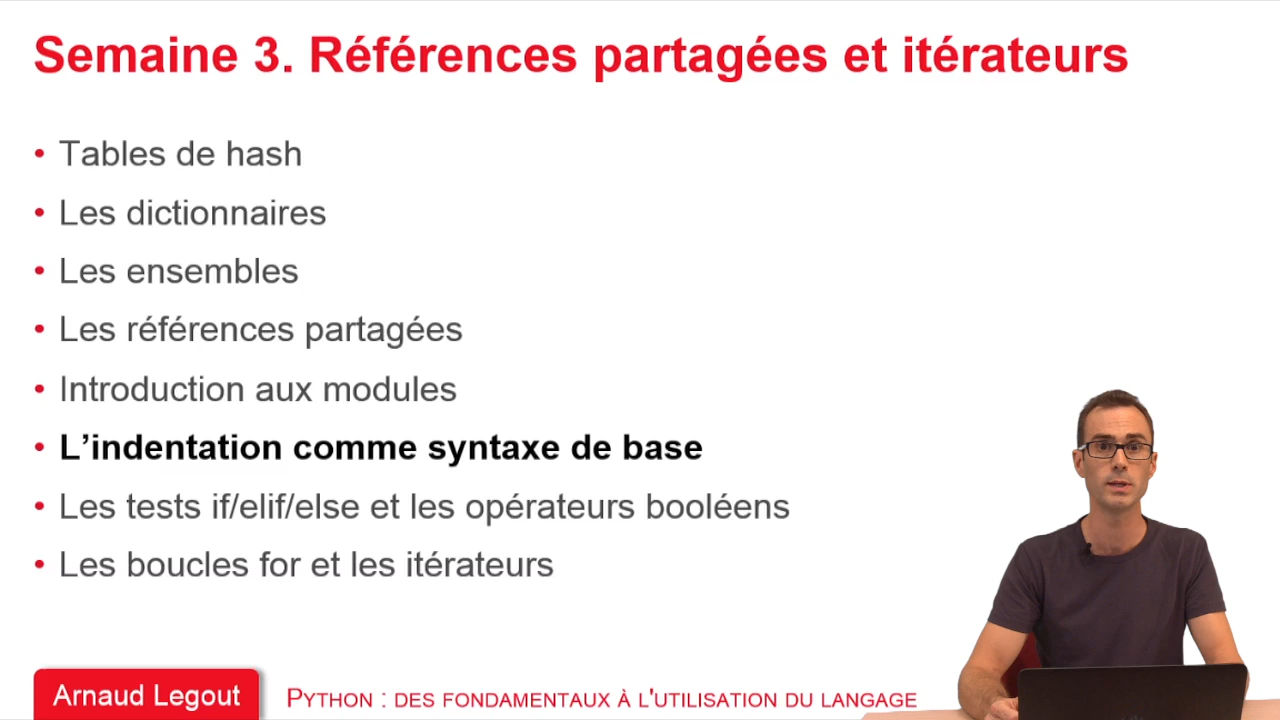 Semaine 3. Références partagées et itérateurs
• Tables de hash
• Les dictionnaires
• Les ensembles
• Les références partagées
• Introduction aux modules
• L’indentation comme syntaxe de base
• Les tests if/elif/else et les opérateurs booléens
• Les boucles for et les itérateurs
Arnaud Legout
PYTHON : DES FONDAMENTAUX À L'UTILISATION DU LANGAGE